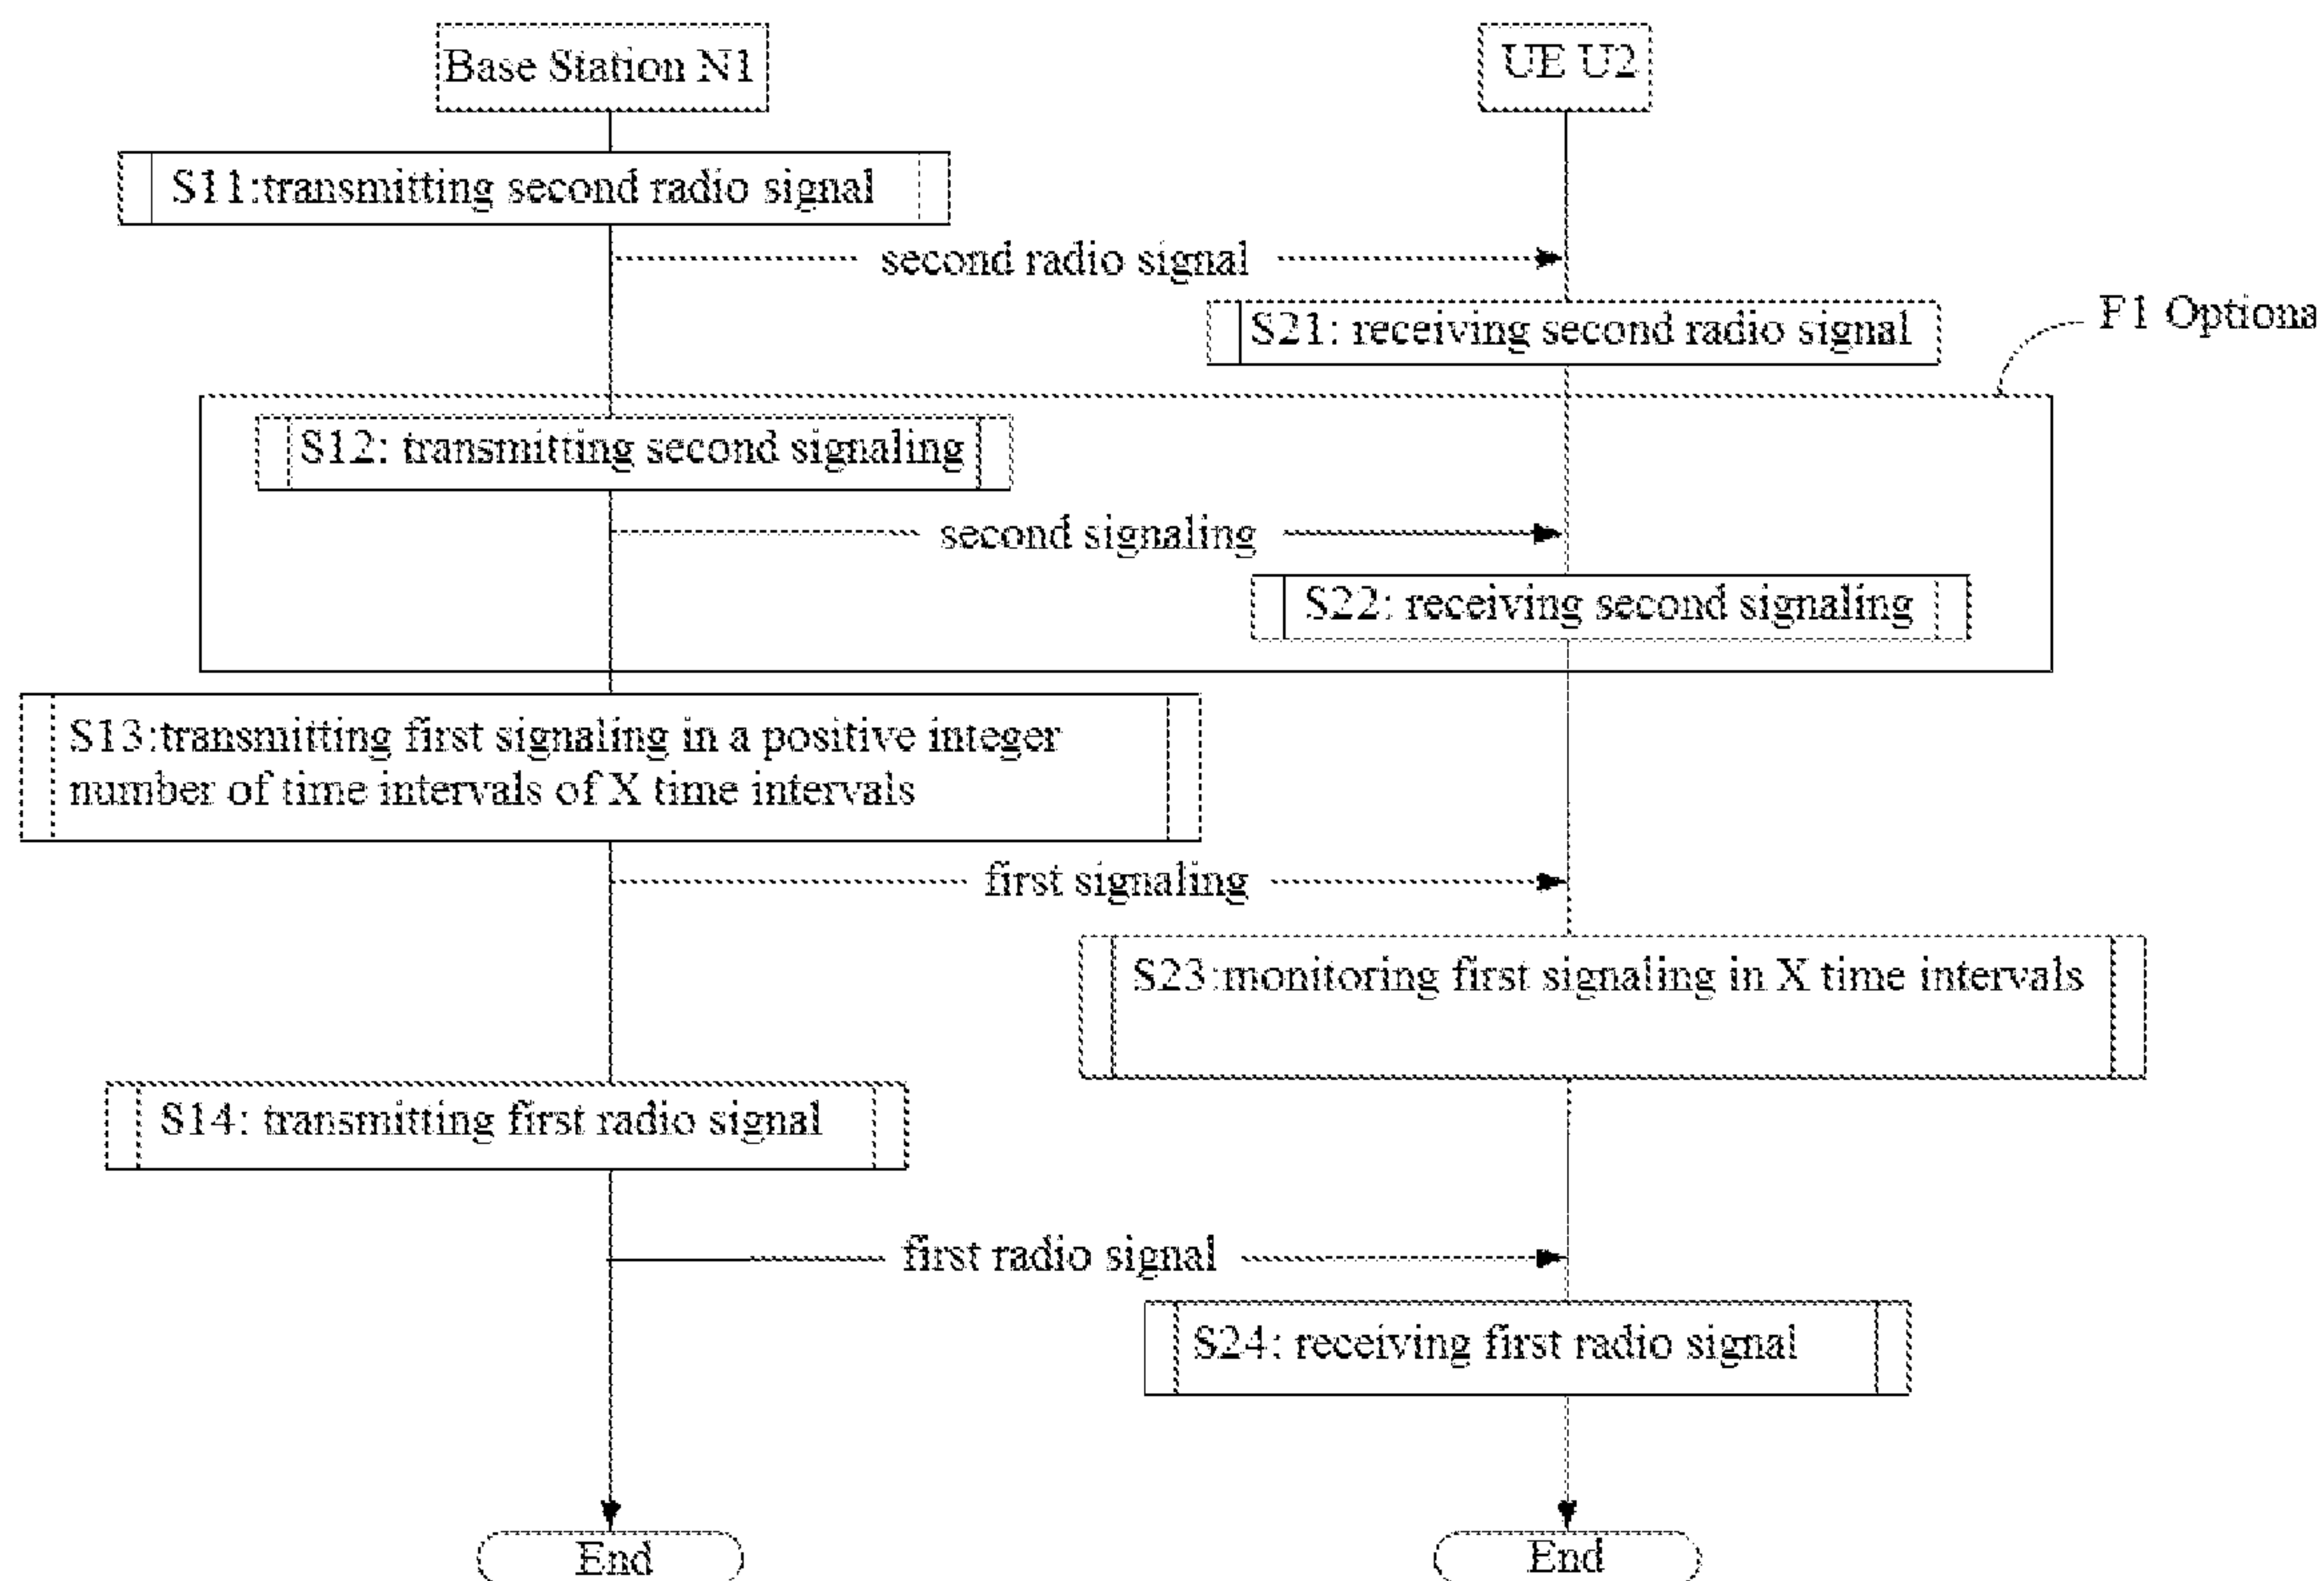 Base Station N1
UE U2
S11:transmitting second radio signal
second radio signal
S21: receiving second radio signal
F1 Optiona
S12: transmitting second signaling
second signaling
S22: receiving second signaling
S13:transmitting first signaling in a positive integer
number of time intervals of X time intervals
first signaling
S23:monitoring first signaling in X time intervals
S14: transmitting first radio signal
first radio signal
S24: receiving first radio signal
End
End